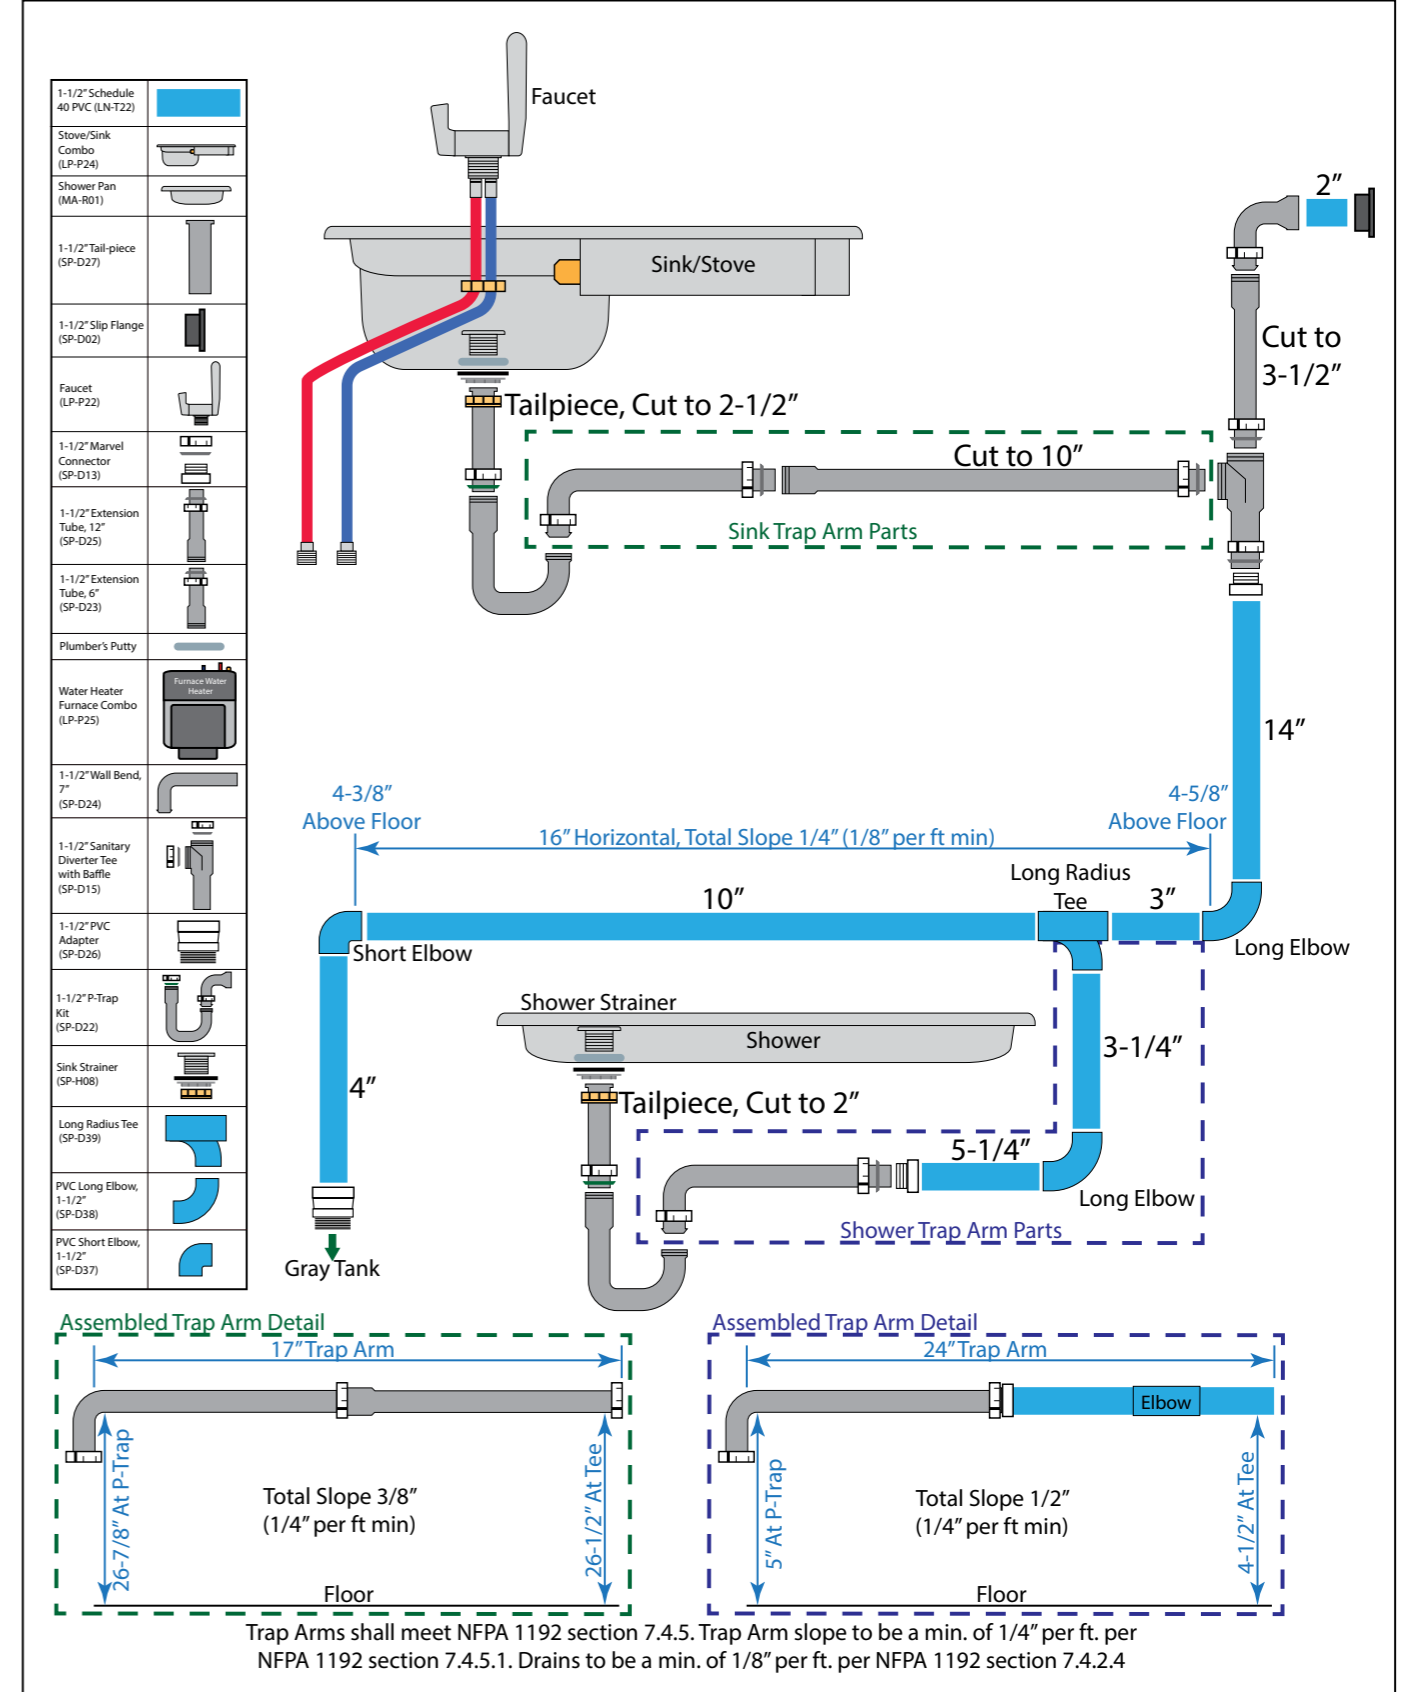 1-1/2” Schedule
40 PVC (LN-T22)
Stove/Sink
Combo
(LP-P24)
Shower Pan
(MA-R01)
1-1/2” Tail-piece
(SP-D27)
1-1/2” Slip Flange
(SP-D02)
Faucet
(LP-P22)
1-1/2” Marvel
Connector
(SP-D13)
1-1/2” Extension
Tube, 12”
(SP-D25)
1-1/2” Extension
Tube, 6”
(SP-D23)
Plumber’s Putty
Water Heater
Furnace Combo
(LP-P25)
Furnace Water
Heater
1-1/2” Wall Bend,
7”
(SP-D24)
1-1/2” Sanitary
Diverter Tee
with Baffle
(SP-D15)
1-1/2” PVC
Adapter
(SP-D26)
1-1/2” P-Trap
Kit
(SP-D22)
Sink Strainer
(SP-H08)
Long Radius Tee
(SP-D39)
PVC Long Elbow,
1-1/2”
(SP-D38)
PVC Short Elbow,
1-1/2”
(SP-D37)
Faucet
Sink/Stove
2”
Cut to
3-1/2”
Tailpiece, Cut to 2-1/2”
Cut to 10”
Sink Trap Arm Parts
14”
4-3/8”
Above Floor
4-5/8”
Above Floor
16” Horizontal, Total Slope 1/4” (1/8” per ft min)
Long Radius
Tee
10”
3”
Short Elbow
Long Elbow
Shower Strainer
Shower
3-1/4”
4”
Tailpiece, Cut to 2”
5-1/4”
Long Elbow
Shower Trap Arm Parts
Gray Tank
Assembled Trap Arm Detail
17” Trap Arm
26-7/8” At P-Trap
26-1/2” At Tee
Total Slope 3/8”
(1/4” per ft min)
Floor
Assembled Trap Arm Detail
24” Trap Arm
Elbow
5” At P-Trap
4-1/2” At Tee
Total Slope 1/2”
(1/4” per ft min)
Floor
Trap Arms shall meet NFPA 1192 section 7.4.5. Trap Arm slope to be a min. of 1/4” per ft. per
NFPA 1192 section 7.4.5.1. Drains to be a min. of 1/8” per ft. per NFPA 1192 section 7.4.2.4